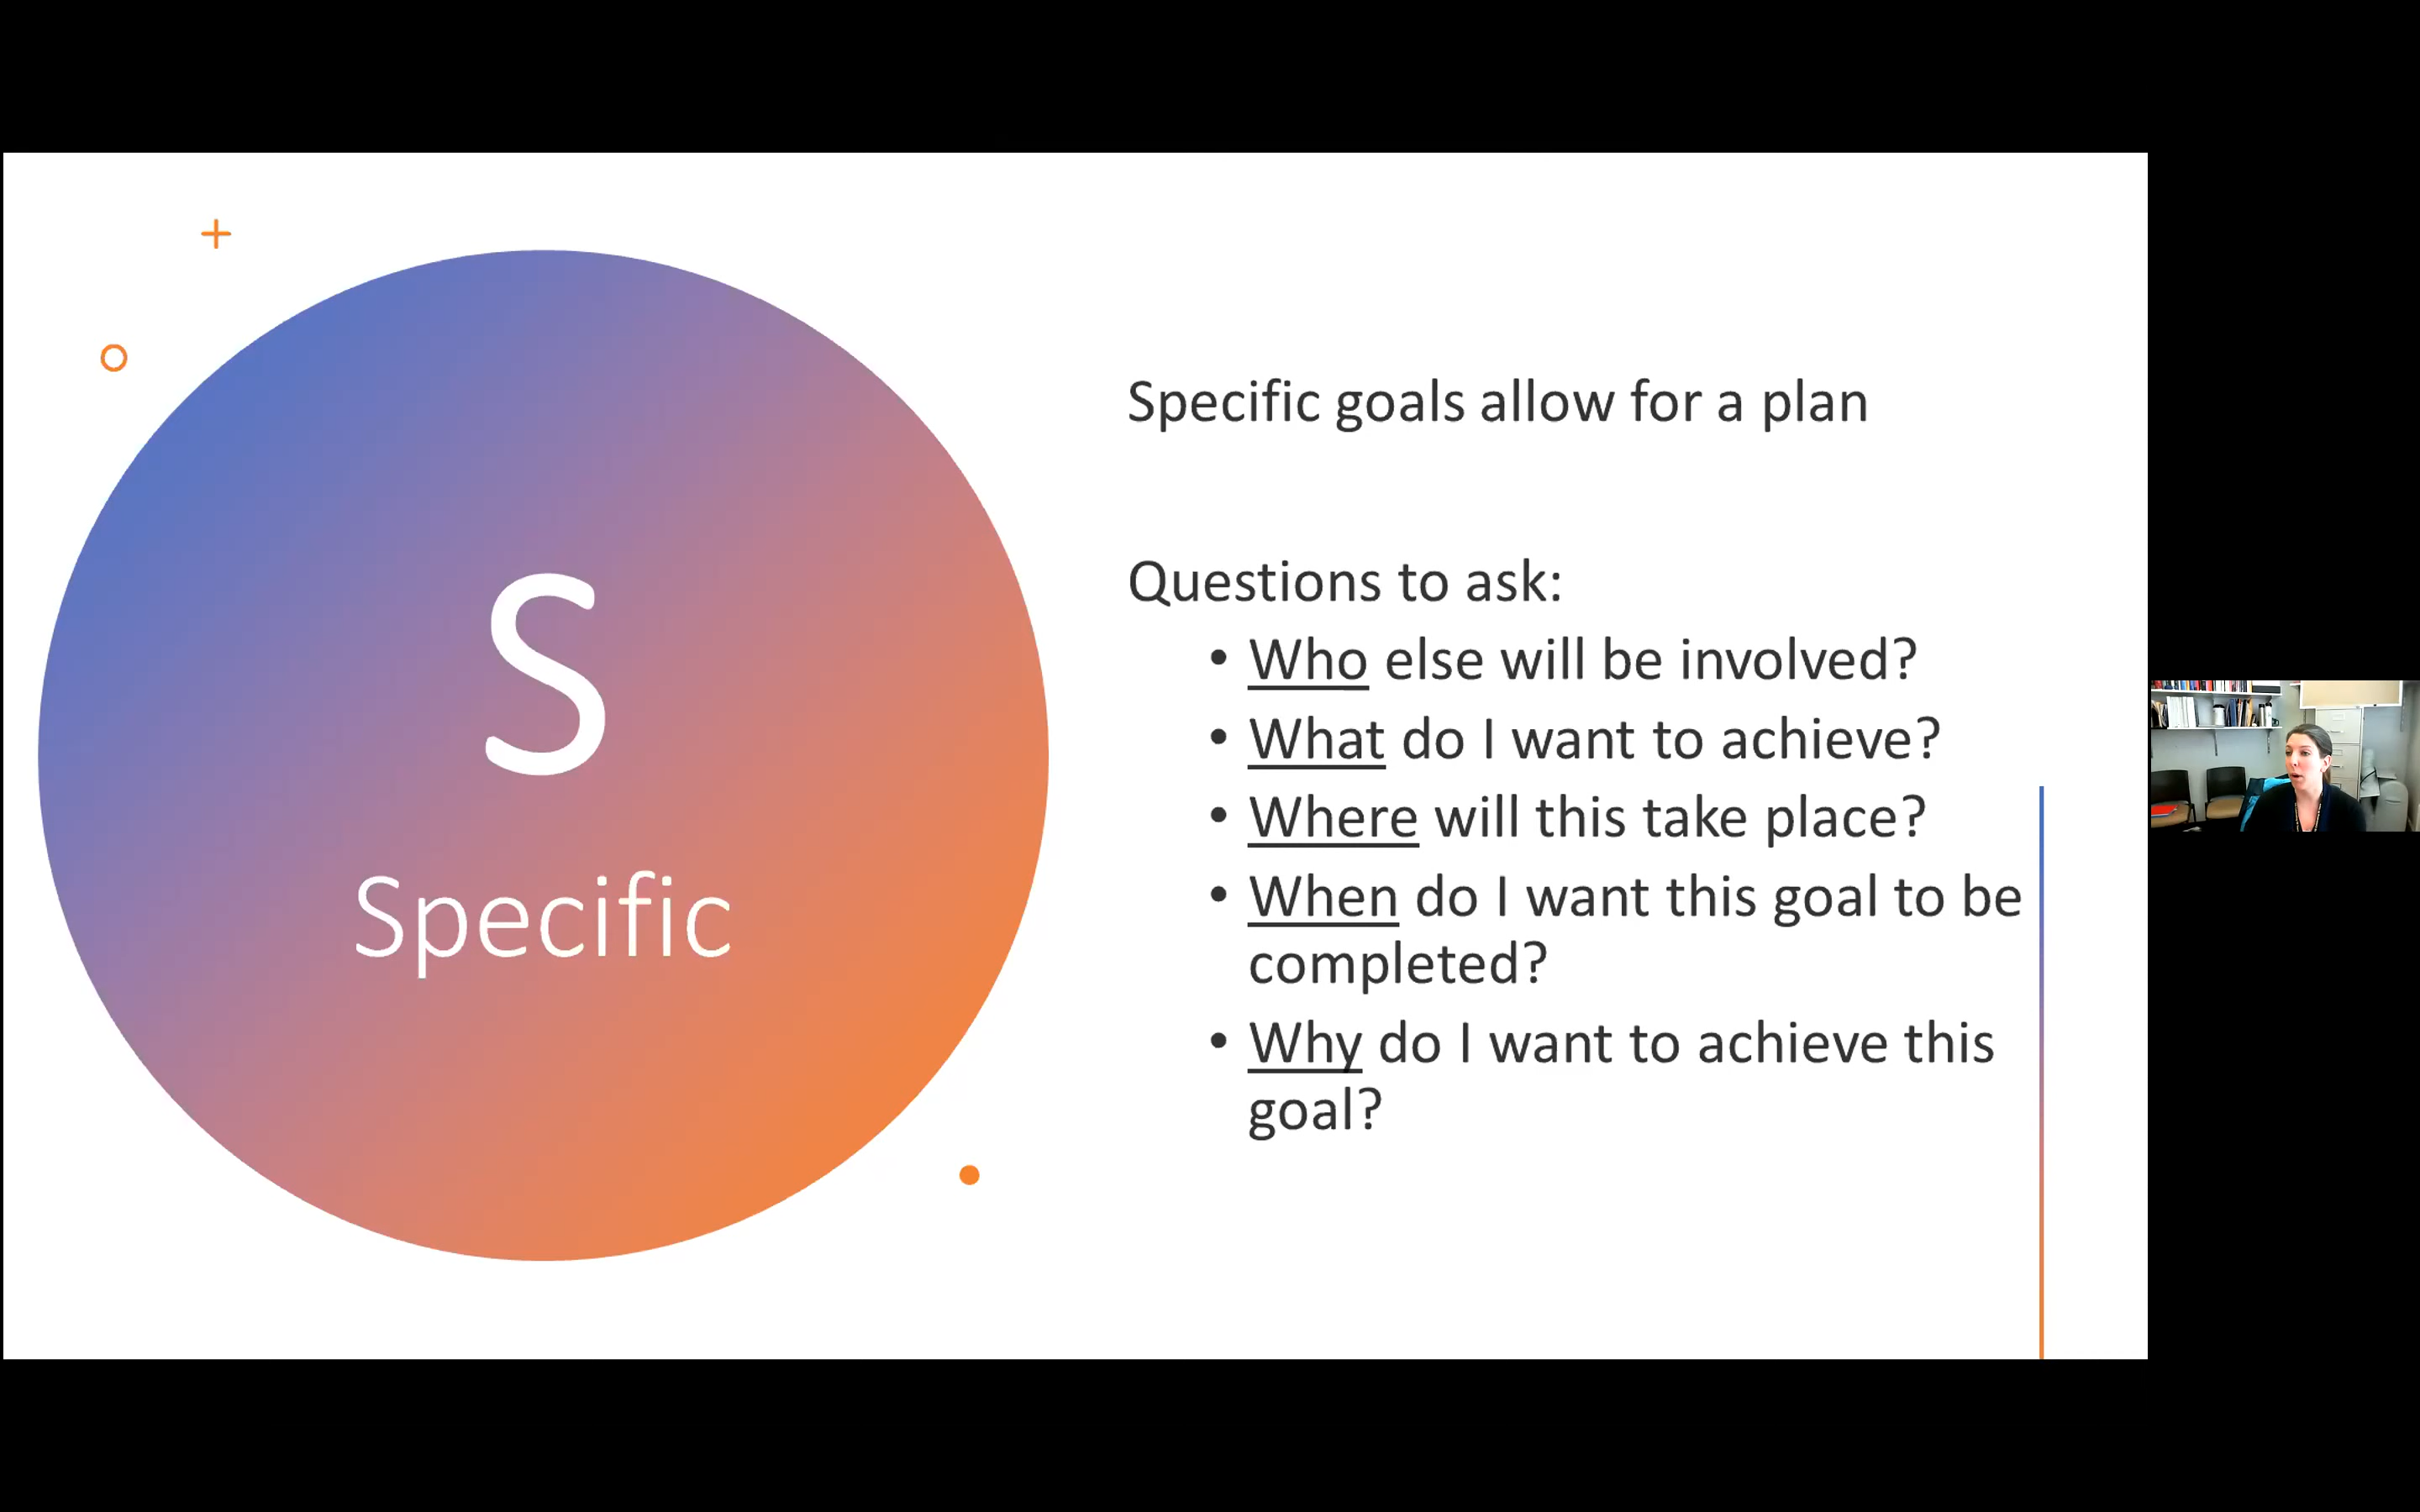 S
Specific
Specific goals allow for a plan
Questions to ask:
• Who else will be involved?
• What do I want to achieve?
• Where will this take place?
• When do I want this goal to be
completed?
• Why do I want to achieve this
goal?